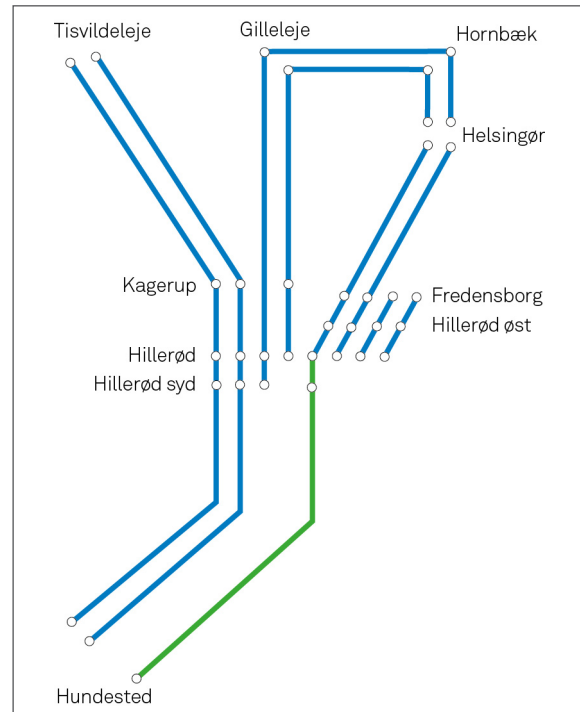 Tisvildeleje
Gilleleje
Hornbæk
Helsingør
Kagerup
Fredensborg
Hillerød øst
Hillerød
Hillerød syd
Hundested